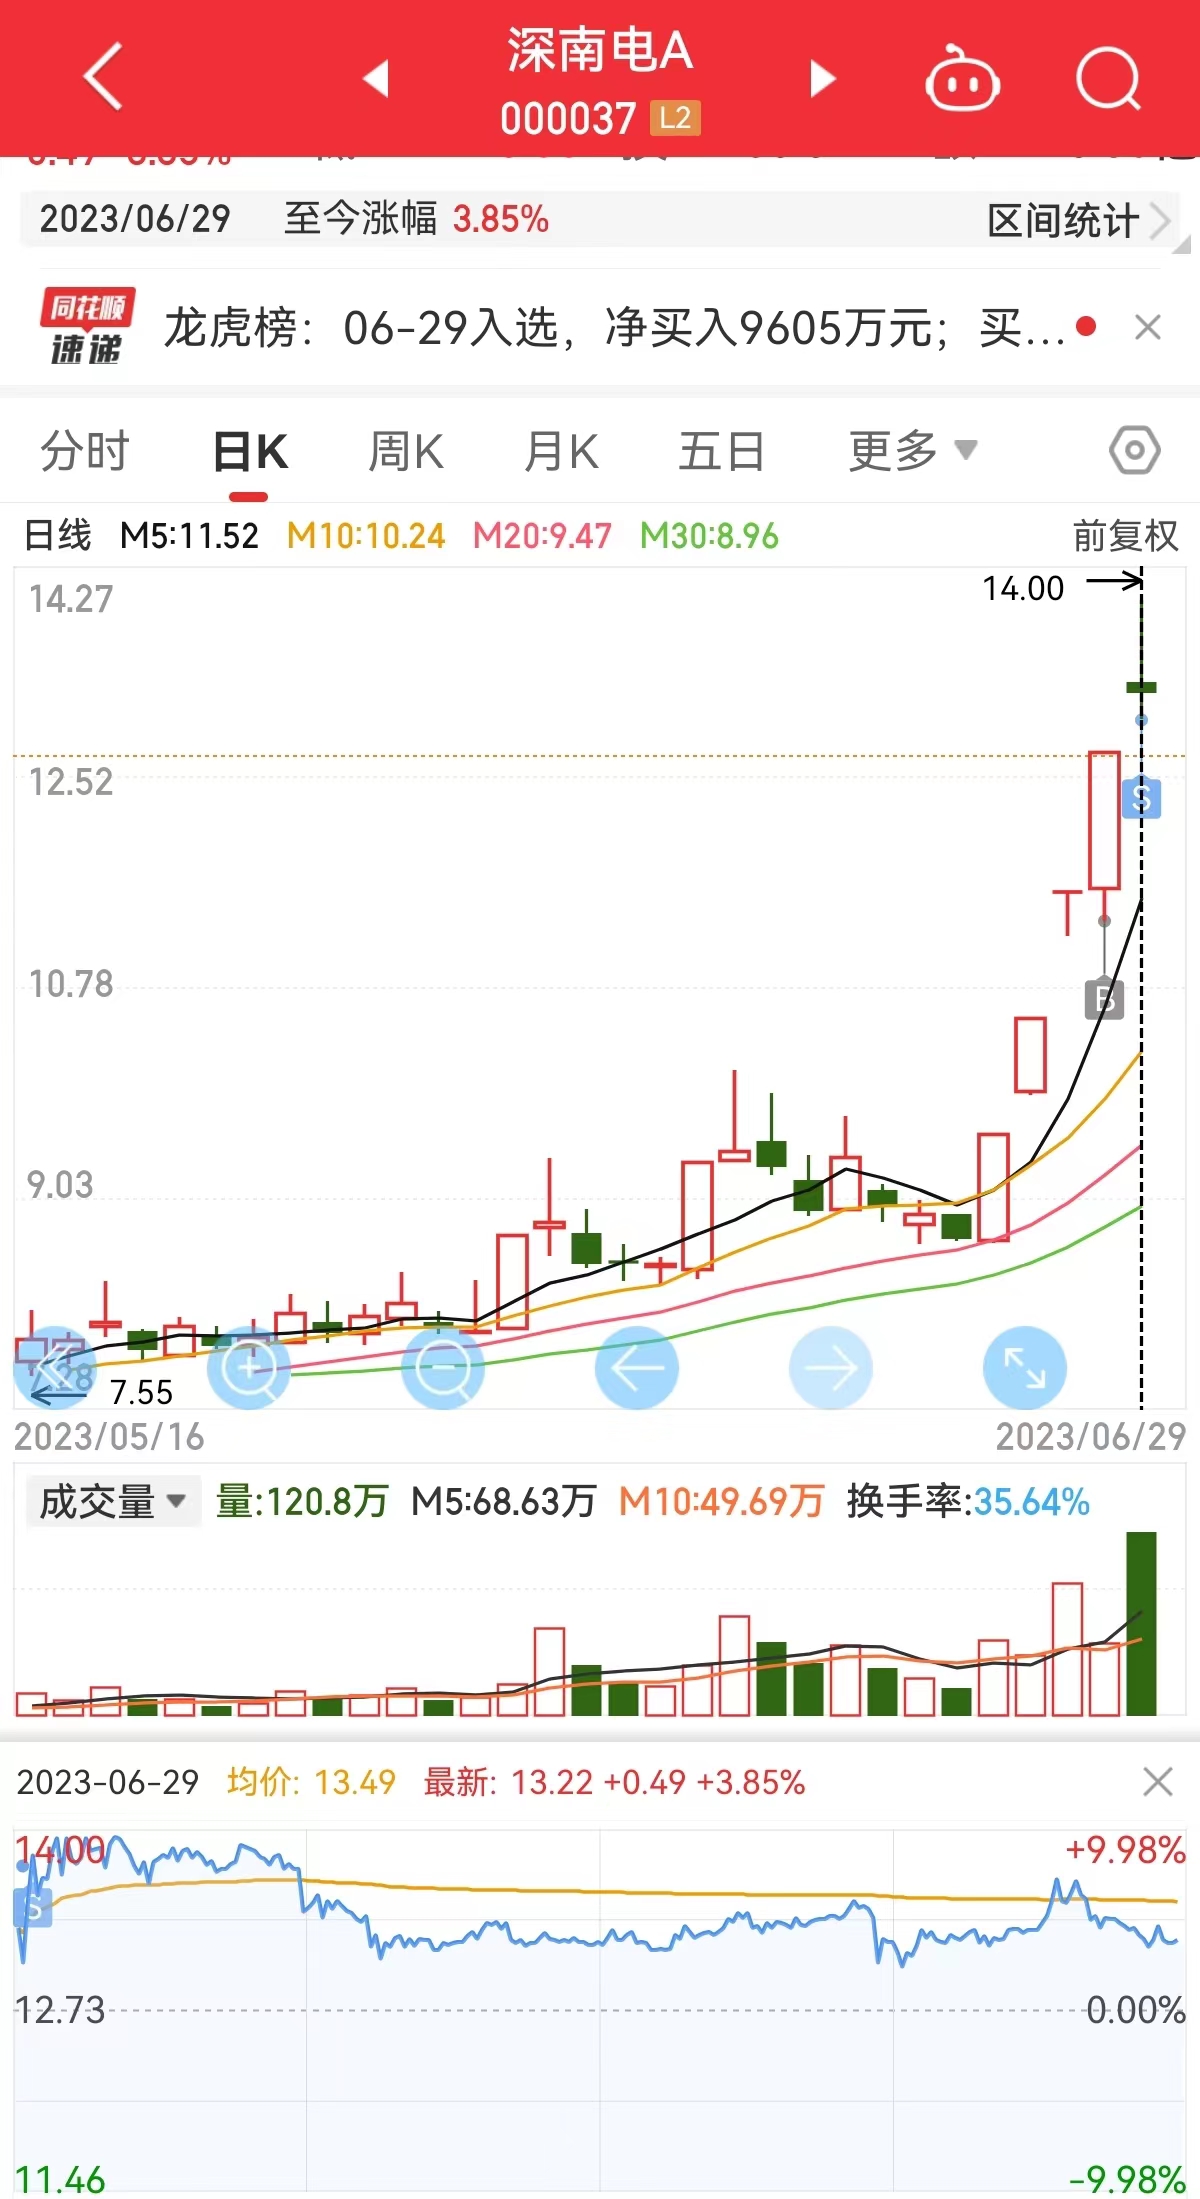 深南电A
000037 L2
2023/06/29 至今涨幅 3.85% 区间统计
同花顺
速递
龙虎榜：06-29入选，净买入9605万元；买...
分时 日K 周K 月K 五日 更多
日线 M5:11.52 M10:10.24 M20:9.47 M30:8.96 前复权
14.27
14.00
12.52
S
10.78
B
9.03
7.28
7.55
2023/05/16 2023/06/29
成交量 量:120.8万 M5:68.63万 M10:49.69万 换手率:35.64%
2023-06-29 均价: 13.49 最新: 13.22 +0.49 +3.85%
14.00 +9.98%
S
12.73 0.00%
11.46 -9.98%